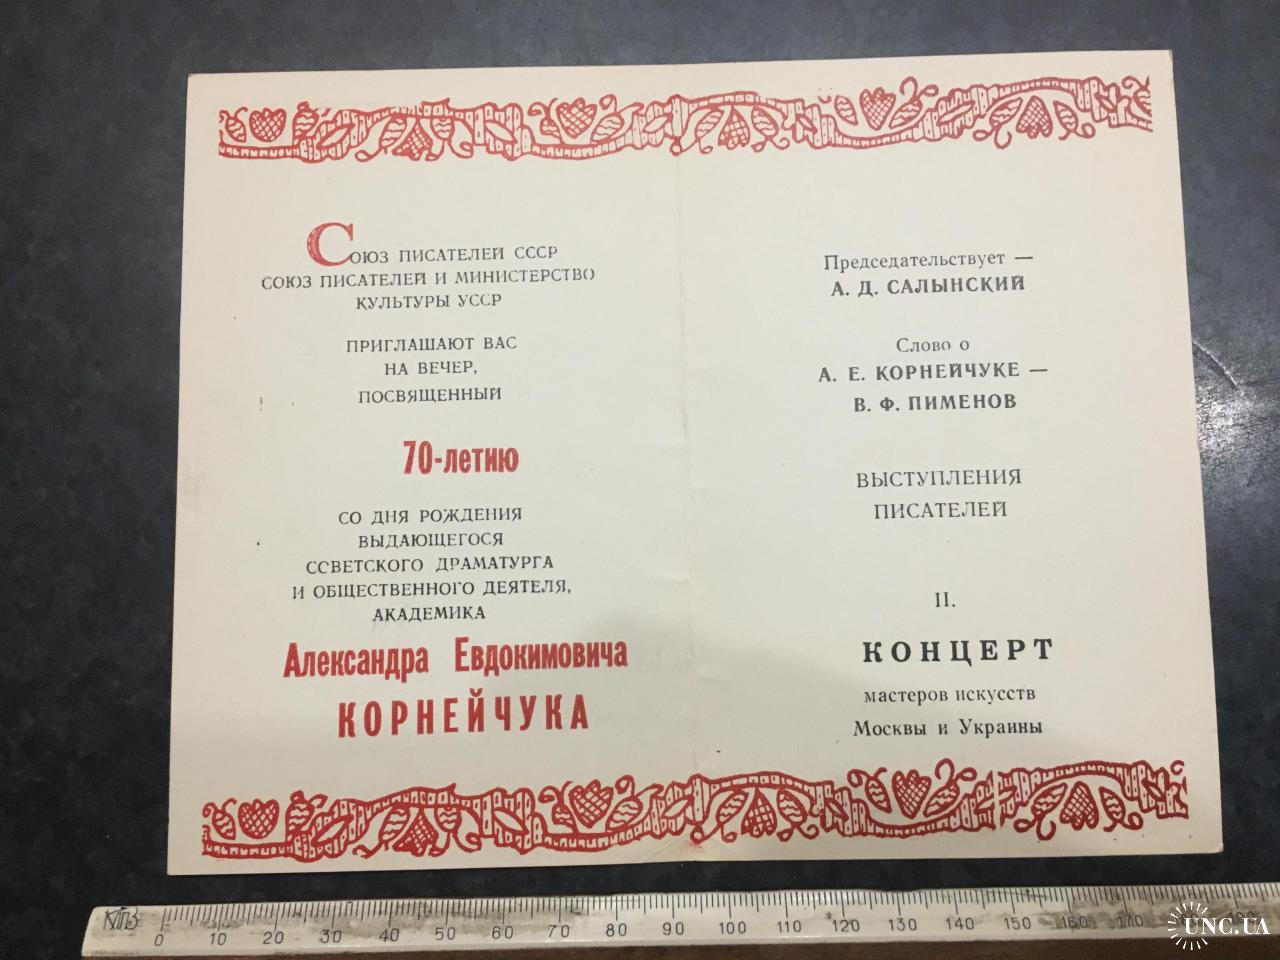 СОЮЗ ПИСАТЕЛЕЙ СССР
СОЮЗ ПИСАТЕЛЕЙ И МИНИСТЕРСТВО
КУЛЬТУРЫ УССР
ПРИГЛАШАЮТ ВАС
НА ВЕЧЕР,
ПОСВЯЩЕННЫЙ
70-летию
СО ДНЯ РОЖДЕНИЯ
ВЫДАЮЩЕГОСЯ
СОВЕТСКОГО ДРАМАТУРГА
И ОБЩЕСТВЕННОГО ДЕЯТЕЛЯ,
АКАДЕМИКА
Александра Евдокимовича
КОРНЕЙЧУКА
Председательствует —
А. Д. САЛЫНСКИЙ
Слово о
А. Е. КОРНЕЙЧУКЕ —
В. Ф. ПИМЕНОВ
ВЫСТУПЛЕНИЯ
ПИСАТЕЛЕЙ
II.
КОНЦЕРТ
мастеров искусств
Москвы и Украины
0 10 20 30 40 50 60 70 80 90 100 110 120 130 140 150 160 170
UNC.UA